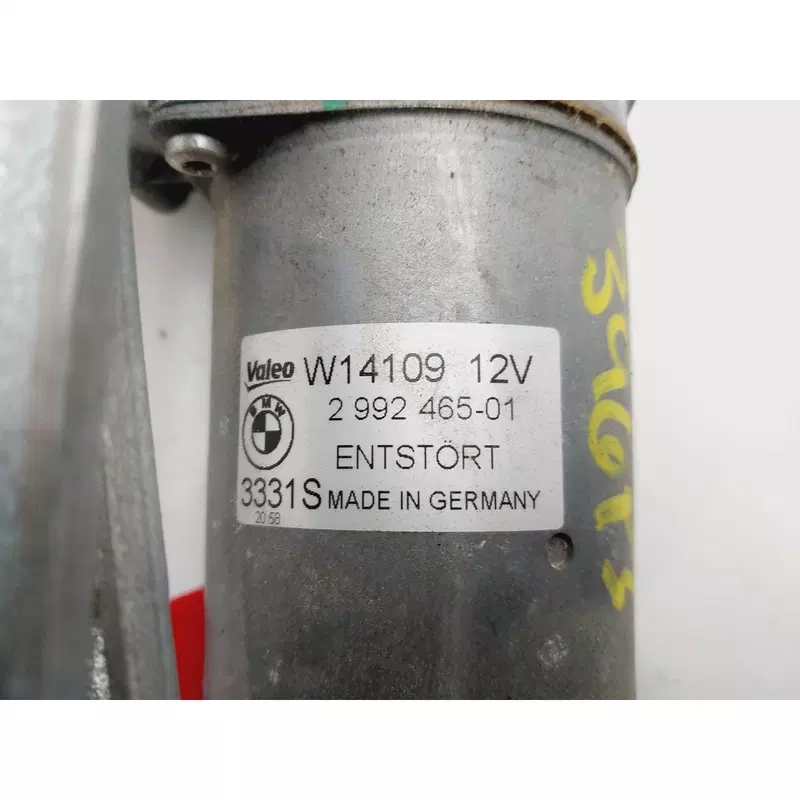 Valeo W14109 12V
BMW 2 992 465-01
ENTSTÖRT
3331S MADE IN GERMANY
20 58